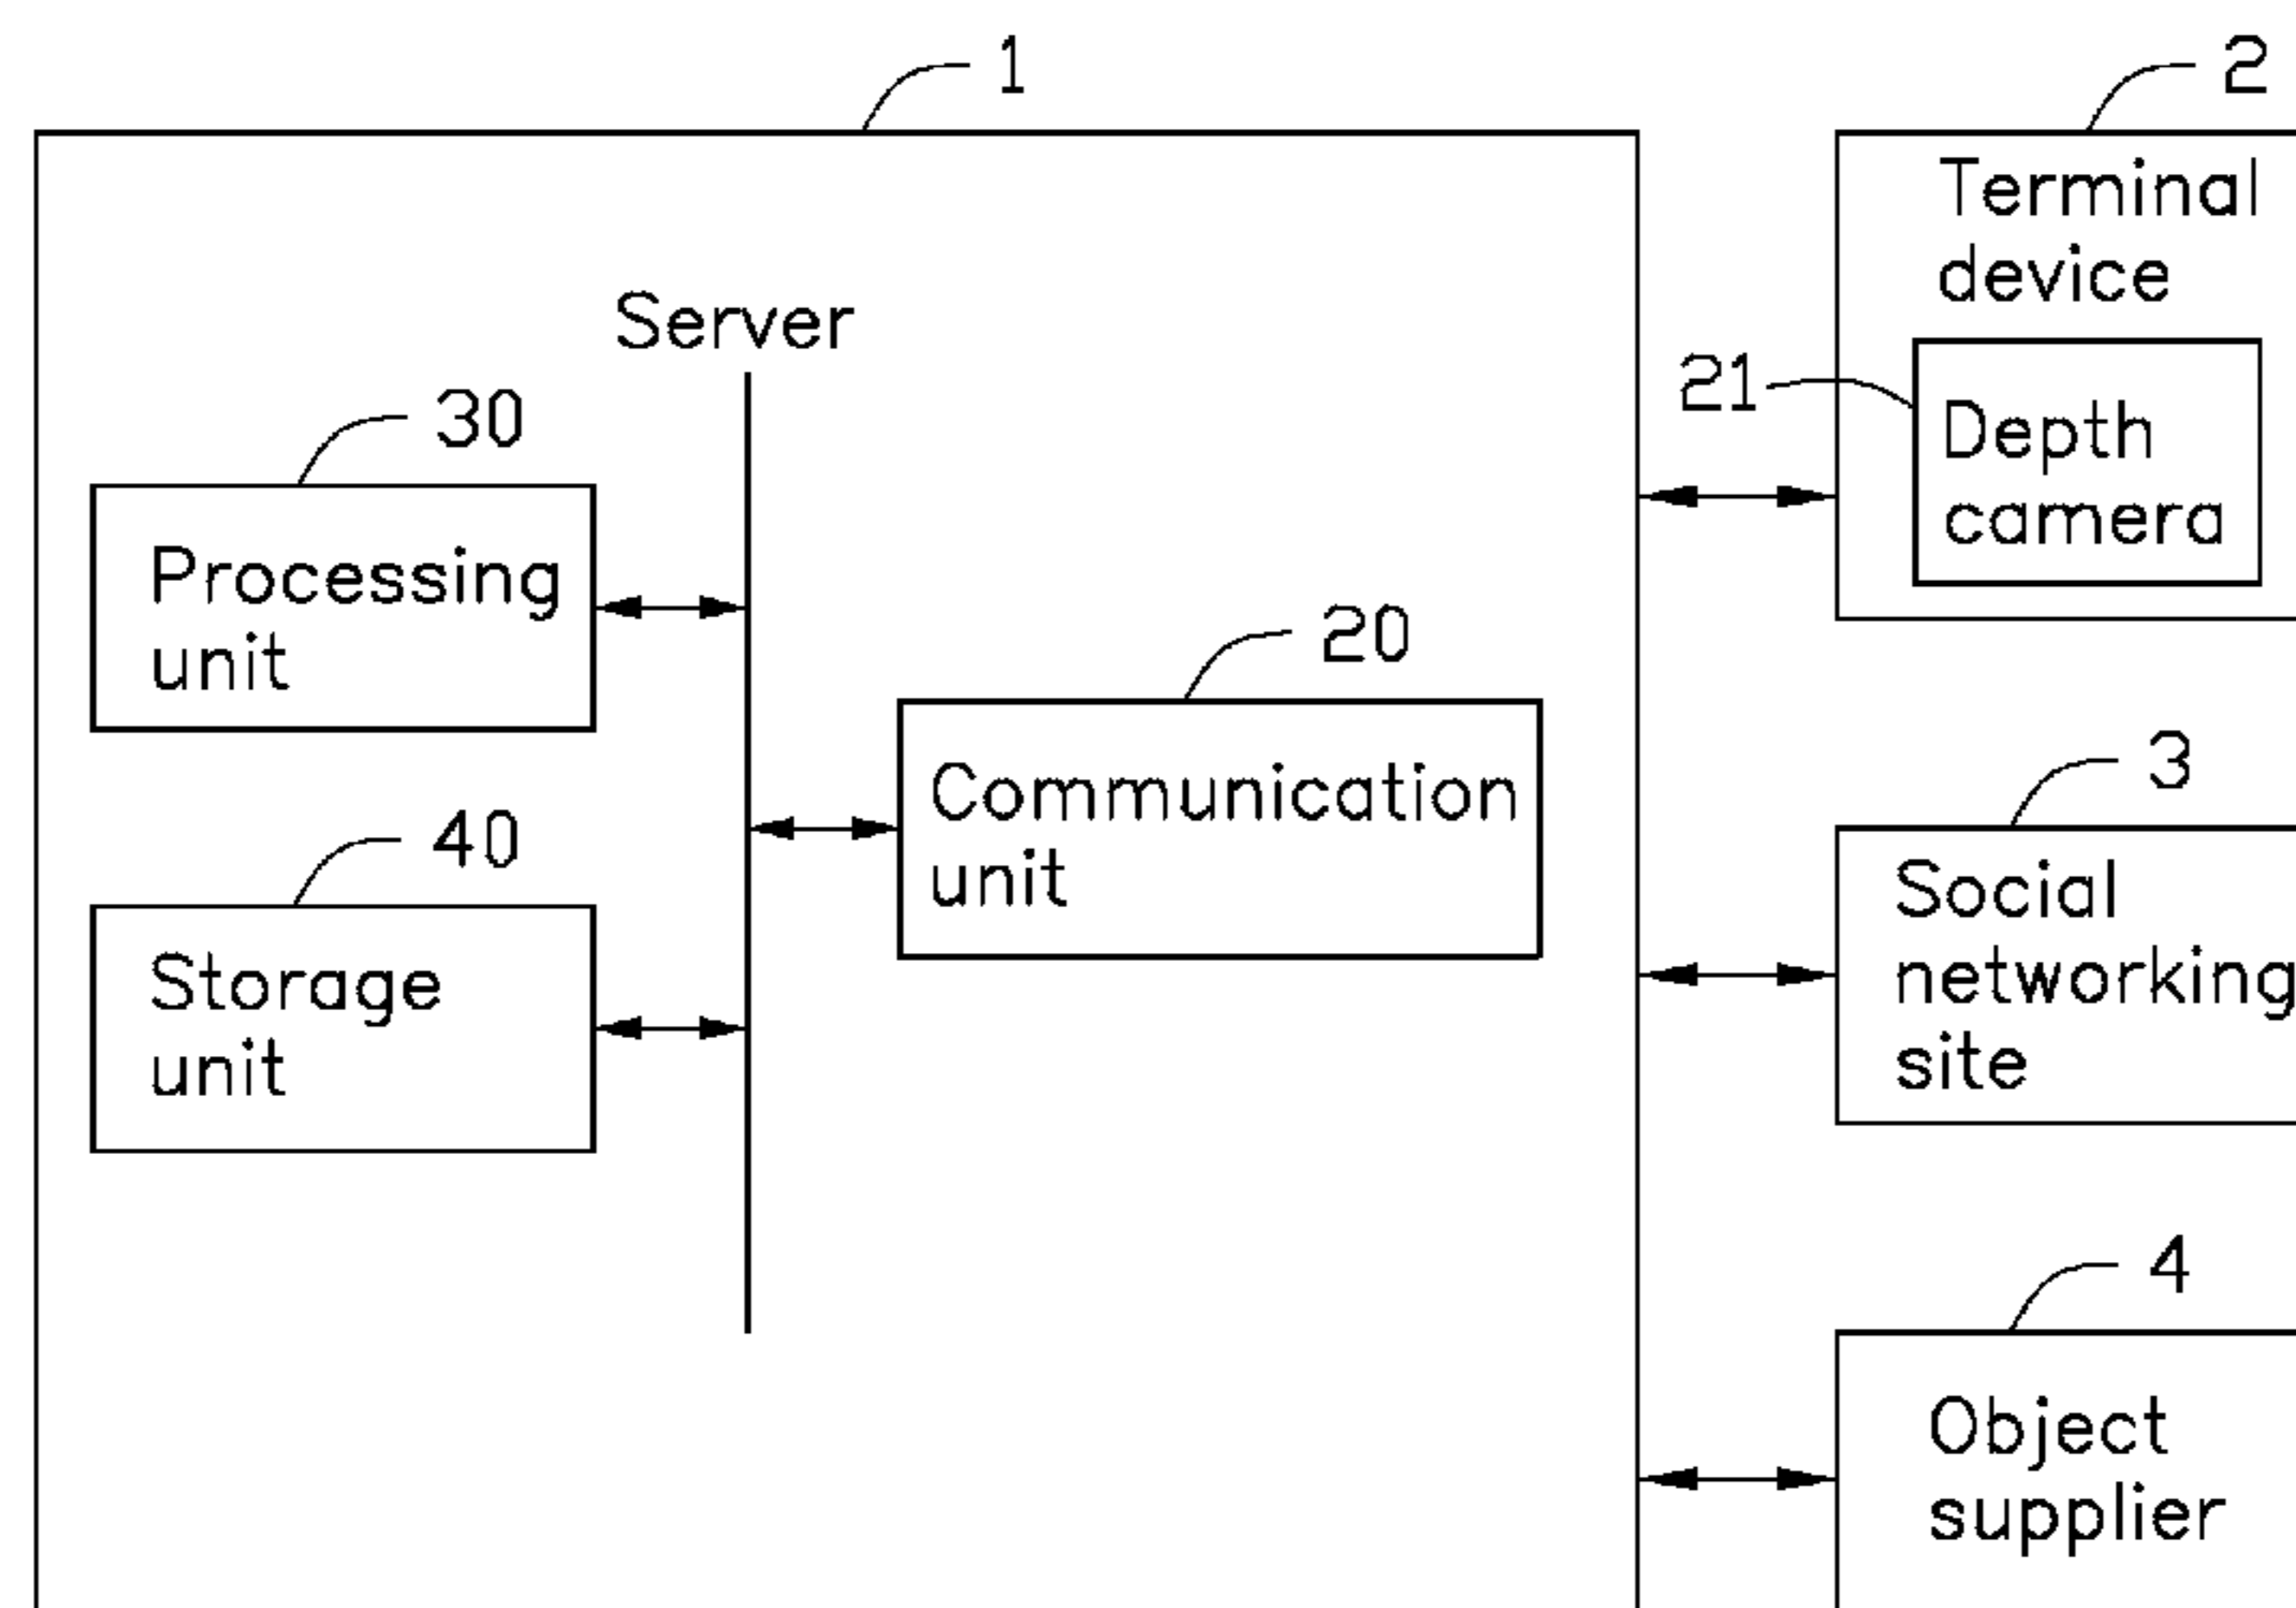 1
Server
30
Processing
unit
20
Communication
unit
40
Storage
unit
2
Terminal
device
21
Depth
camera
3
Social
networking
site
4
Object
supplier